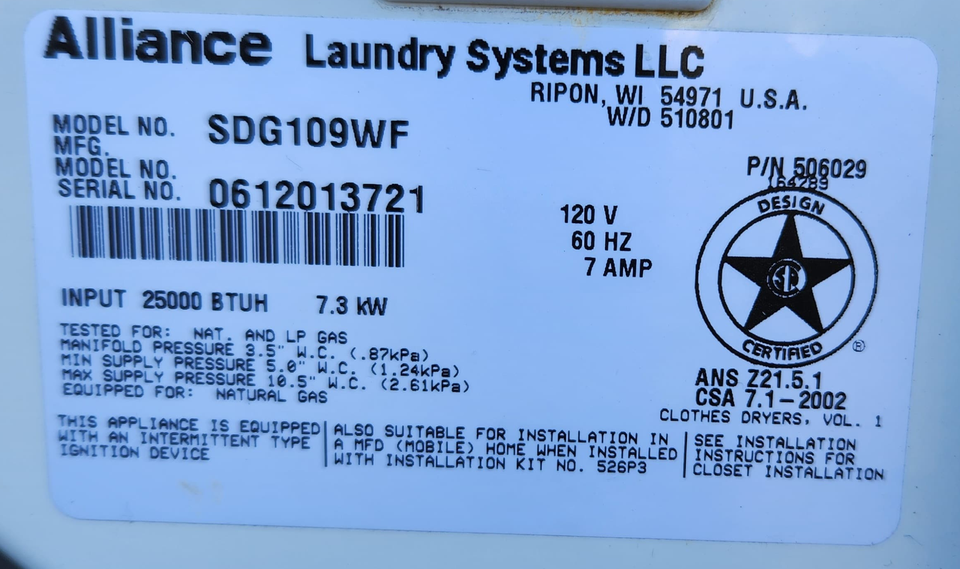 Alliance Laundry Systems LLC
RIPON, WI 54971 U.S.A.
W/D 510801
MODEL NO. SDG109WF
MFG.
MODEL NO.
SERIAL NO. 0612013721
P/N 506029
164289
120 V
60 HZ
7 AMP
DESIGN
CERTIFIED
®
INPUT 25000 BTUH 7.3 kW
TESTED FOR: NAT. AND LP GAS
MANIFOLD PRESSURE 3.5" W.C. (.87kPa)
MIN SUPPLY PRESSURE 5.0" W.C. (1.24kPa)
MAX SUPPLY PRESSURE 10.5" W.C. (2.61kPa)
EQUIPPED FOR: NATURAL GAS
ANS Z21.5.1
CSA 7.1-2002
CLOTHES DRYERS, VOL. 1
THIS APPLIANCE IS EQUIPPED
WITH AN INTERMITTENT TYPE
IGNITION DEVICE
ALSO SUITABLE FOR INSTALLATION IN
A MFD (MOBILE) HOME WHEN INSTALLED
WITH INSTALLATION KIT NO. 526P3
SEE INSTALLATION
INSTRUCTIONS FOR
CLOSET INSTALLATION